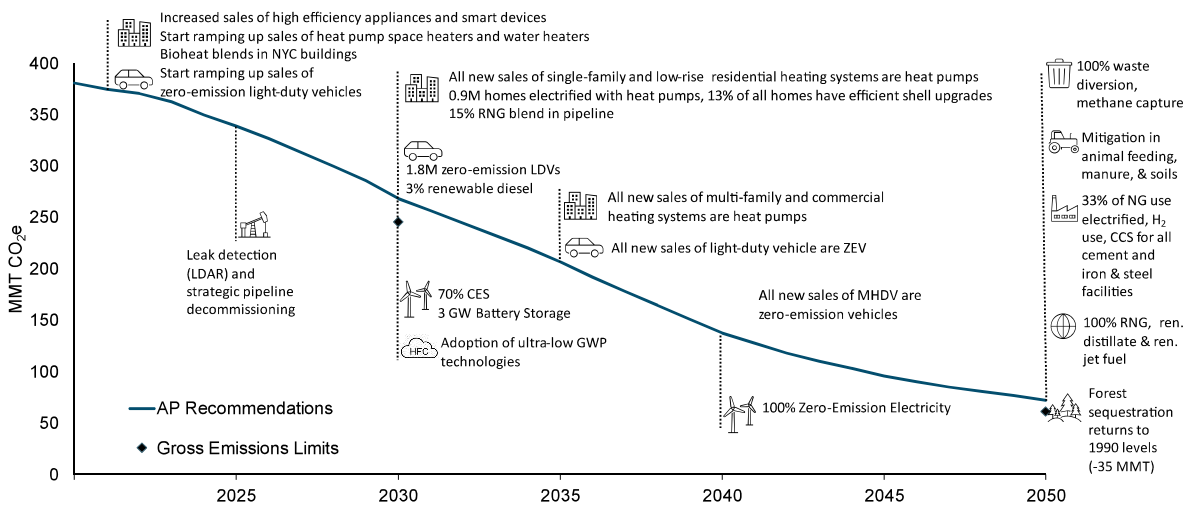 Increased sales of high efficiency appliances and smart devices
Start ramping up sales of heat pump space heaters and water heaters
Bioheat blends in NYC buildings
Start ramping up sales of
zero-emission light-duty vehicles
All new sales of single-family and low-rise residential heating systems are heat pumps
0.9M homes electrified with heat pumps, 13% of all homes have efficient shell upgrades
15% RNG blend in pipeline
1.8M zero-emission LDVs
3% renewable diesel
All new sales of multi-family and commercial
heating systems are heat pumps
All new sales of light-duty vehicle are ZEV
Leak detection
(LDAR) and
strategic pipeline
decommissioning
70% CES
3 GW Battery Storage
HFC
Adoption of ultra-low GWP
technologies
All new sales of MHDV are
zero-emission vehicles
100% Zero-Emission Electricity
100% waste
diversion,
methane capture
Mitigation in
animal feeding,
manure, & soils
33% of NG use
electrified, H2
use, CCS for all
cement and
iron & steel
facilities
100% RNG, ren.
distillate & ren.
jet fuel
Forest
sequestration
returns to
1990 levels
(-35 MMT)
MMT CO2e
400
350
300
250
200
150
100
50
0
AP Recommendations
Gross Emissions Limits
2025
2030
2035
2040
2045
2050